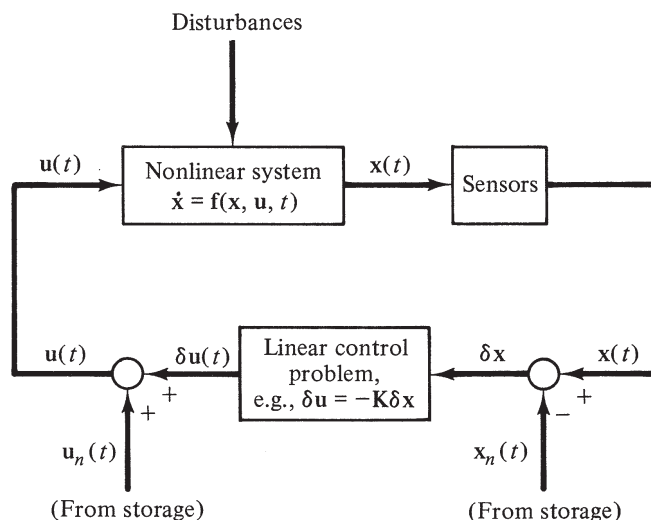 Disturbances
u(t)
Nonlinear system
ẋ = f(x, u, t)
x(t)
Sensors
u(t)
δu(t)
Linear control
problem,
e.g., δu = −Kδx
δx
x(t)
+
+
−
+
uₙ(t)
xₙ(t)
(From storage)
(From storage)